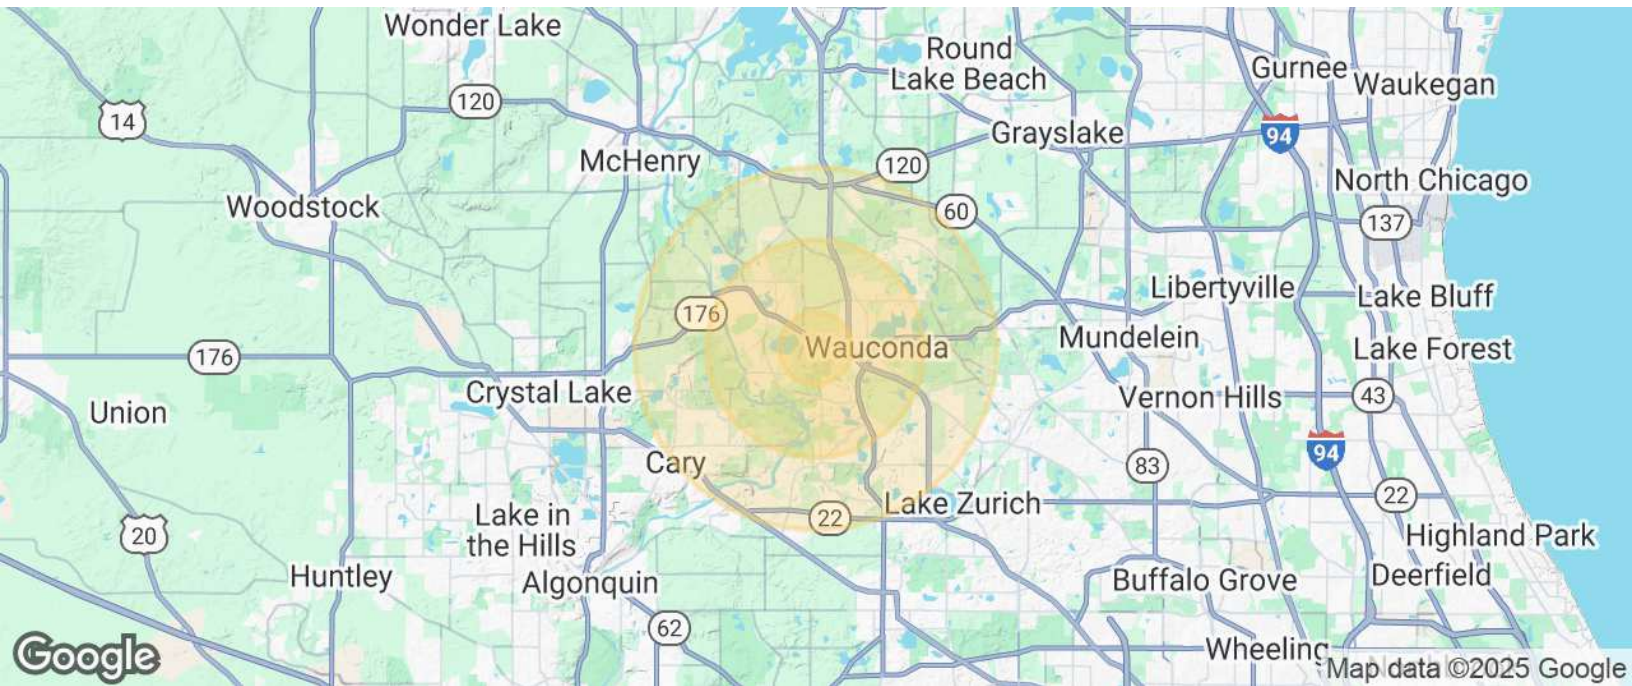 Wonder Lake
Round
Lake Beach
Gurnee
Waukegan
14
120
94
Grayslake
McHenry
120
North Chicago
Woodstock
60
137
176
Libertyville
Lake Bluff
Wauconda
Mundelein
Lake Forest
176
Crystal Lake
Vernon Hills
43
Union
94
Cary
83
22
Lake Zurich
22
Lake in
the Hills
20
Highland Park
Huntley
Algonquin
Buffalo Grove
Deerfield
62
Wheeling
Google
Map data ©2025 Google